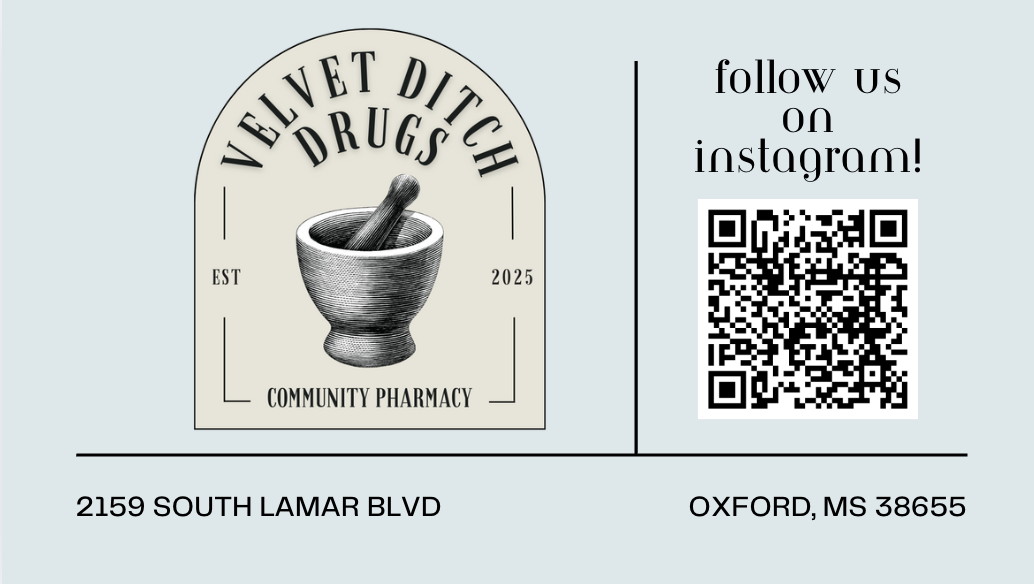 VELVET DITCH
DRUGS
EST
2025
COMMUNITY PHARMACY
follow us
on
instagram!
2159 SOUTH LAMAR BLVD
OXFORD, MS 38655